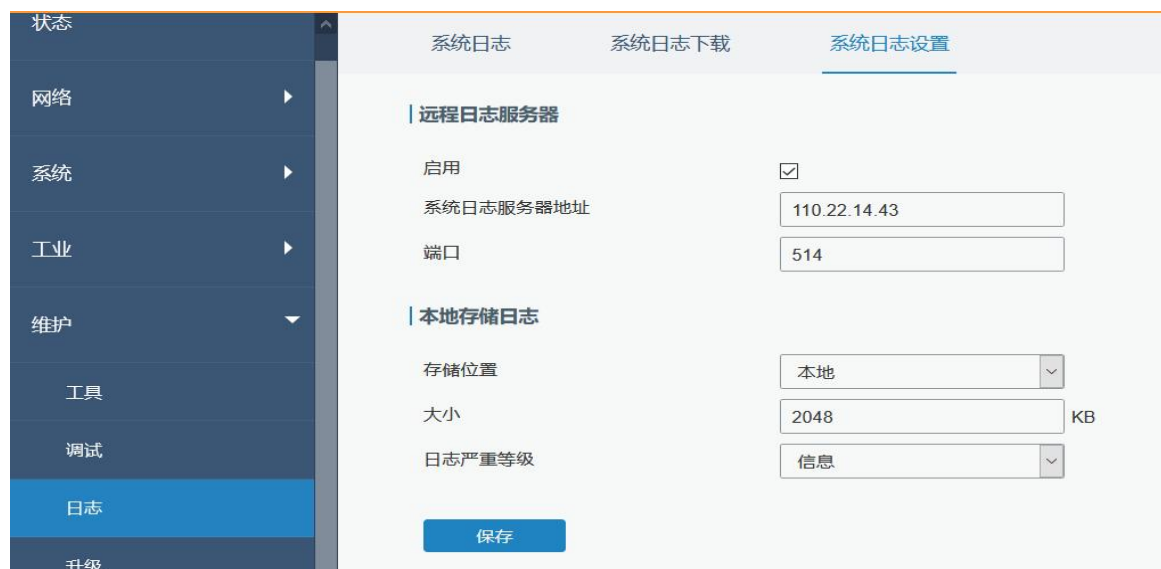 状态
网络
系统
工业
维护
工具
调试
日志
升级
系统日志 系统日志下载 系统日志设置
远程日志服务器
启用
系统日志服务器地址 110.22.14.43
端口 514
本地存储日志
存储位置 本地
大小 2048 KB
日志严重等级 信息
保存